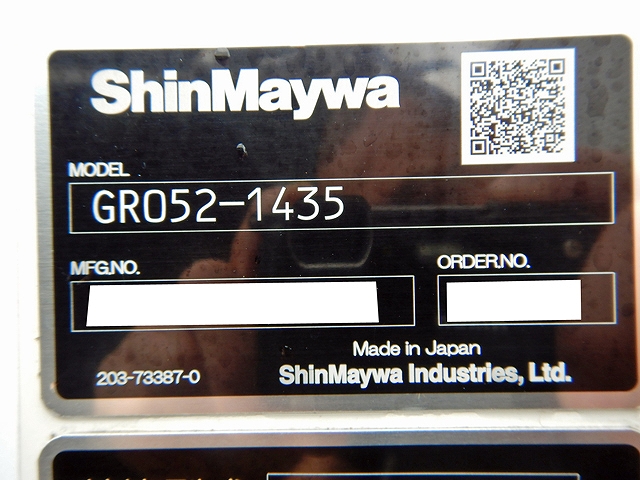 ShinMaywa
MODEL
GR052-1435
MFG.NO.
ORDER.NO.
Made in Japan
203-73387-0
ShinMaywa Industries, Ltd.